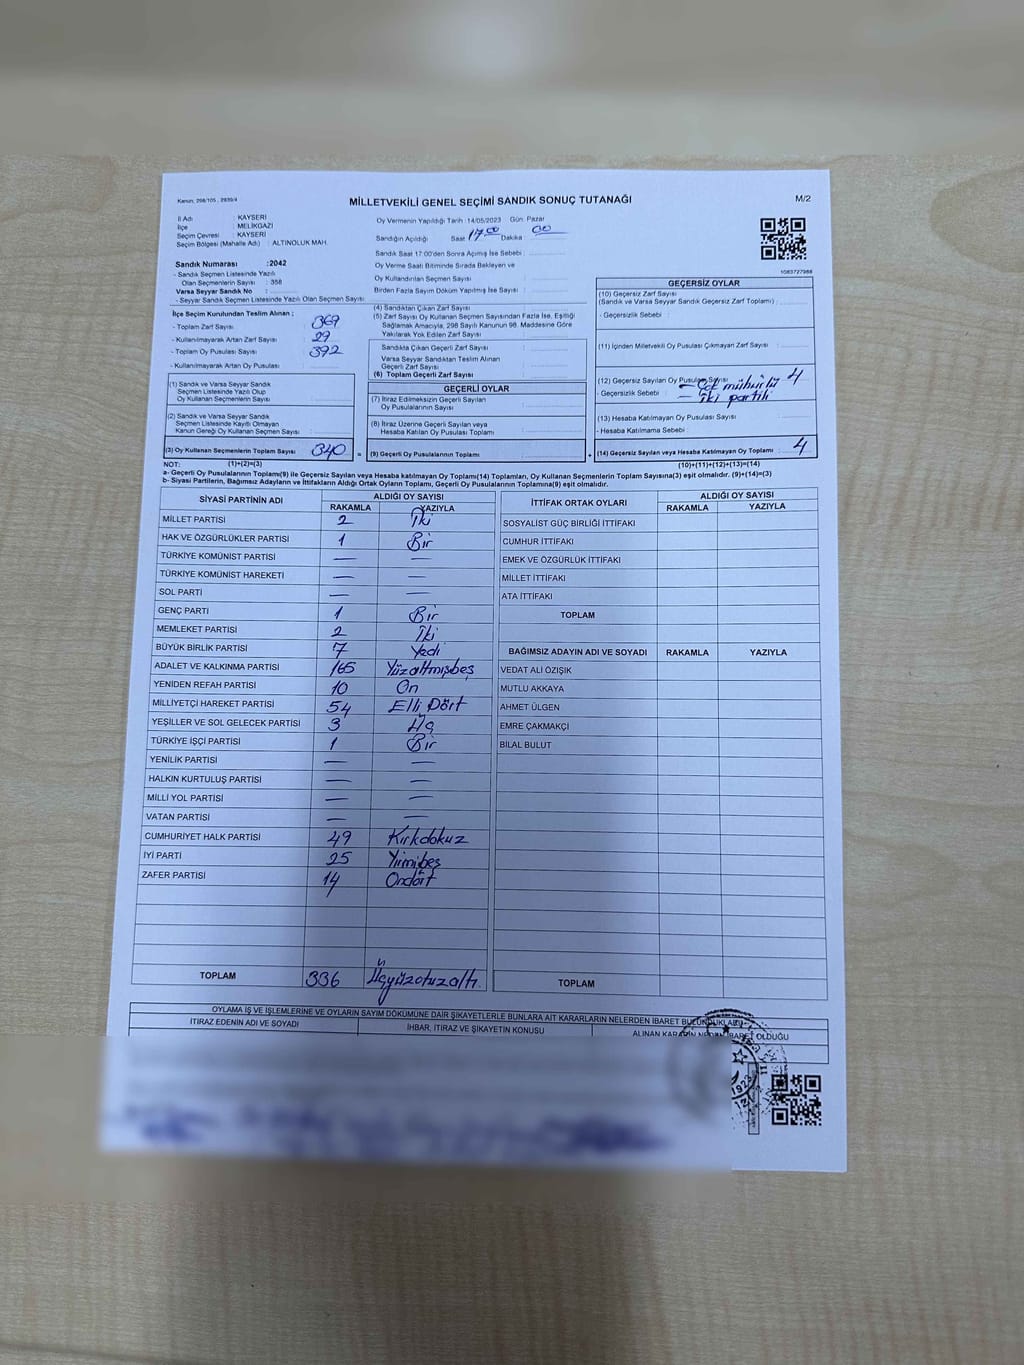 Kanun, 298/105 , 2839/4
MİLLETVEKİLİ GENEL SEÇİMİ SANDIK SONUÇ TUTANAĞI
M/2
İl Adı : KAYSERİ
İlçe : MELİKGAZİ
Seçim Çevresi : KAYSERİ
Seçim Bölgesi (Mahalle Adı) : ALTINOLUK MAH.
Oy Vermenin Yapıldığı Tarih :14/05/2023 Gün: Pazar
Sandığın Açıldığı Saat 17:00 Dakika : 00
Sandık Saat 17:00'den Sonra Açılmış İse Sebebi :
Oy Verme Saati Bitiminde Sırada Bekleyen ve
Oy Kullandırılan Seçmen Sayısı :
Birden Fazla Sayım Döküm Yapılmış İse Sayısı :
1083727988
Sandık Numarası :2042
- Sandık Seçmen Listesinde Yazılı
Olan Seçmenlerin Sayısı : 358
Varsa Seyyar Sandık No :
- Seyyar Sandık Seçmen Listesinde Yazılı Olan Seçmen Sayısı :
İlçe Seçim Kurulundan Teslim Alınan ;
- Toplam Zarf Sayısı : 369
- Kullanılmayarak Artan Zarf Sayısı : 29
- Toplam Oy Pusulası Sayısı : 392
- Kullanılmayarak Artan Oy Pusulası :
(1) Sandık ve Varsa Seyyar Sandık
Seçmen Listesinde Yazılı Olup
Oy Kullanan Seçmenlerin Sayısı :
(2) Sandık ve Varsa Seyyar Sandık
Seçmen Listesinde Kayıtlı Olmayan
Kanun Gereği Oy Kullanan Seçmen Sayısı :
(3) Oy Kullanan Seçmenlerin Toplam Sayısı : 340 =
(4) Sandıktan Çıkan Zarf Sayısı :
(5) Zarf Sayısı Oy Kullanan Seçmen Sayısından Fazla İse, Eşitliği
Sağlamak Amacıyla, 298 Sayılı Kanunun 98. Maddesine Göre
Yakılarak Yok Edilen Zarf Sayısı :
Sandıkta Çıkan Geçerli Zarf Sayısı :
Varsa Seyyar Sandıktan Teslim Alınan
Geçerli Zarf Sayısı :
(6) Toplam Geçerli Zarf Sayısı :
GEÇERLİ OYLAR
(7) İtiraz Edilmeksizin Geçerli Sayılan
Oy Pusulalarının Sayısı :
(8) İtiraz Üzerine Geçerli Sayılan veya
Hesaba Katılan Oy Pusulası Toplamı :
(9) Geçerli Oy Pusulalarının Toplamı : +
GEÇERSİZ OYLAR
(10) Geçersiz Zarf Sayısı
(Sandık ve Varsa Seyyar Sandık Geçersiz Zarf Toplamı) :
- Geçersizlik Sebebi :
(11) İçinden Milletvekili Oy Pusulası Çıkmayan Zarf Sayısı :
(12) Geçersiz Sayılan Oy Pusulası Sayısı : 4
- Geçersizlik Sebebi : - Çok mühürlü
- İki partili
(13) Hesaba Katılmayan Oy Pusulası Sayısı :
- Hesaba Katılmama Sebebi :
(14) Geçersiz Sayılan veya Hesaba Katılmayan Oy Toplamı : 4
NOT: (1)+(2)=(3) (10)+(11)+(12)+(13)=(14)
a- Geçerli Oy Pusulalarının Toplamı(9) ile Geçersiz Sayılan veya Hesaba katılmayan Oy Toplamı(14) Toplamları, Oy Kullanan Seçmenlerin Toplam Sayısına(3) eşit olmalıdır. (9)+(14)=(3)
b- Siyasi Partilerin, Bağımsız Adayların ve İttifakların Aldığı Ortak Oyların Toplamı, Geçerli Oy Pusulalarının Toplamına(9) eşit olmalıdır.
SİYASİ PARTİNİN ADI ALDIĞI OY SAYISI
RAKAMLA YAZIYLA
MİLLET PARTİSİ 2 İki
HAK VE ÖZGÜRLÜKLER PARTİSİ 1 Bir
TÜRKİYE KOMÜNİST PARTİSİ — —
TÜRKİYE KOMÜNİST HAREKETİ — —
SOL PARTİ — —
GENÇ PARTİ 1 Bir
MEMLEKET PARTİSİ 2 İki
BÜYÜK BİRLİK PARTİSİ 7 Yedi
ADALET VE KALKINMA PARTİSİ 165 Yüzaltmışbeş
YENİDEN REFAH PARTİSİ 10 On
MİLLİYETÇİ HAREKET PARTİSİ 54 Elli Dört
YEŞİLLER VE SOL GELECEK PARTİSİ 3 Üç
TÜRKİYE İŞÇİ PARTİSİ 1 Bir
YENİLİK PARTİSİ — —
HALKIN KURTULUŞ PARTİSİ — —
MİLLİ YOL PARTİSİ — —
VATAN PARTİSİ — —
CUMHURİYET HALK PARTİSİ 49 Kırkdokuz
İYİ PARTİ 25 Yirmibeş
ZAFER PARTİSİ 14 Ondört
TOPLAM 336 Üçyüzotuzaltı.
İTTİFAK ORTAK OYLARI ALDIĞI OY SAYISI
RAKAMLA YAZIYLA
SOSYALİST GÜÇ BİRLİĞİ İTTİFAKI
CUMHUR İTTİFAKI
EMEK VE ÖZGÜRLÜK İTTİFAKI
MİLLET İTTİFAKI
ATA İTTİFAKI
TOPLAM
BAĞIMSIZ ADAYIN ADI VE SOYADI RAKAMLA YAZIYLA
VEDAT ALİ ÖZIŞIK
MUTLU AKKAYA
AHMET ÜLGEN
EMRE ÇAKMAKÇİ
BİLAL BULUT
TOPLAM
OYLAMA İŞ VE İŞLEMLERİNE VE OYLARIN SAYIM DÖKÜMÜNE DAİR ŞİKAYETLERLE BUNLARA AİT KARARLARIN NELERDEN İBARET BULUNDUKLARI
İTİRAZ EDENİN ADI VE SOYADI İHBAR, İTİRAZ VE ŞİKAYETİN KONUSU ALINAN KARARIN NEDEN İBARET OLDUĞU